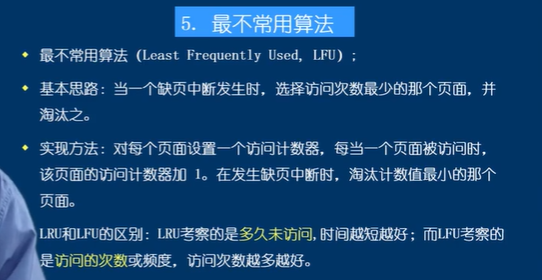 5. 最不常用算法
最不常用算法（Least Frequently Used, LFU）;
基本思路：当一个缺页中断发生时，选择访问次数最少的那个页面，并
淘汰之。
实现方法：对每个页面设置一个访问计数器，每当一个页面被访问时，
该页面的访问计数器加 1。在发生缺页中断时，淘汰计数值最小的那个
页面。
LRU和LFU的区别：LRU考察的是多久未访问,时间越短越好；而LFU考察的
是访问的次数或频度，访问次数越多越好。